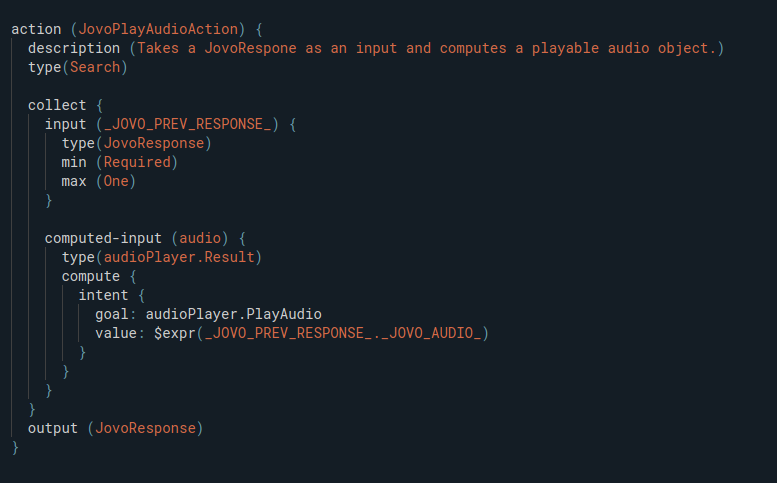 action (JovoPlayAudioAction) {
description (Takes a JovoRespone as an input and computes a playable audio object.)
type(Search)
collect {
input (_JOVO_PREV_RESPONSE_) {
type(JovoResponse)
min (Required)
max (One)
}
computed-input (audio) {
type(audioPlayer.Result)
compute {
intent {
goal: audioPlayer.PlayAudio
value: $expr(_JOVO_PREV_RESPONSE_._JOVO_AUDIO_)
}
}
}
}
output (JovoResponse)
}